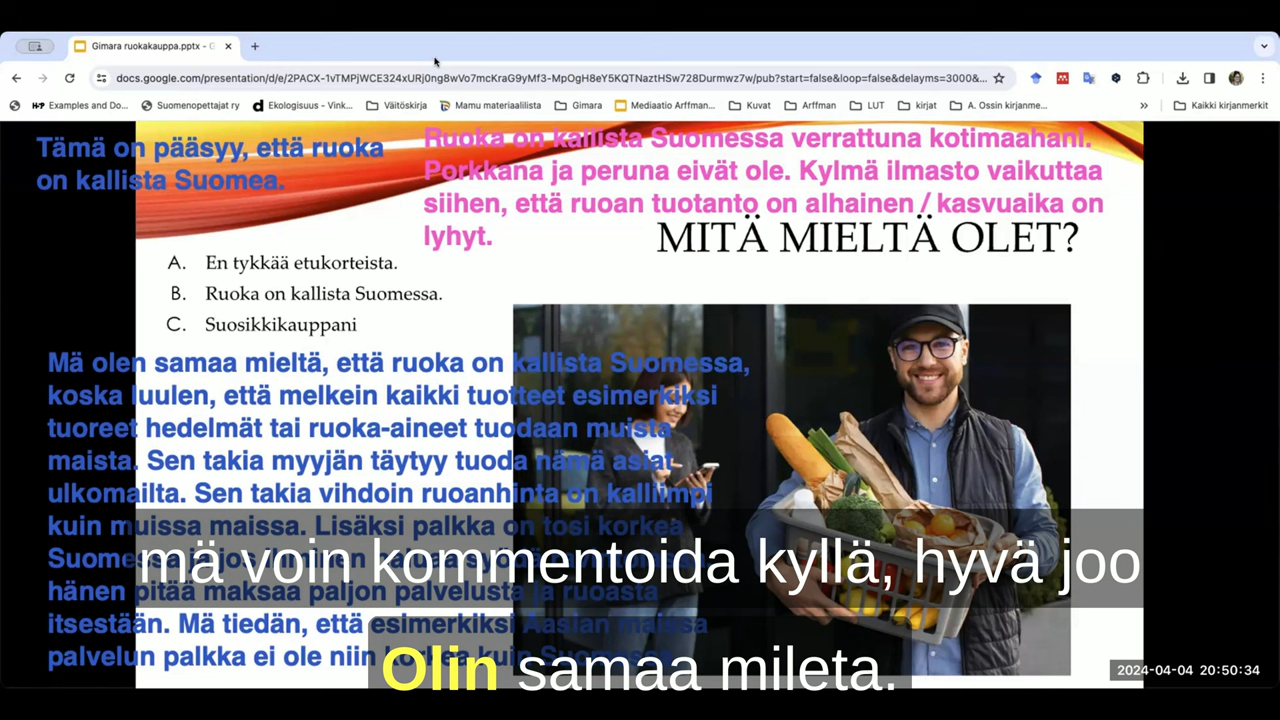 Gimara ruokakauppa.pptx - G
docs.google.com/presentation/d/e/2PACX-1vTMPjWCE324xURj0ng8wVo7mcKraG9yMf3-MpOgH8eY5KQTNaztHSw728Durmwz7w/pub?start=false&loop=false&delayms=3000&...
Examples and Do... Suomenopettajat ry Ekologisuus - Vink... Väitöskirja Mamu materiaalilista Gimara Mediaatio Arffman... Kuvat Arffman LUT kirjat A. Ossin kirjanme... » Kaikki kirjanmerkit
Tämä on pääsyy, että ruoka
on kallista Suomea.
Ruoka on kallista Suomessa verrattuna kotimaahani.
Porkkana ja peruna eivät ole. Kylmä ilmasto vaikuttaa
siihen, että ruoan tuotanto on alhainen / kasvuaika on
lyhyt.
MITÄ MIELTÄ OLET?
A. En tykkää etukorteista.
B. Ruoka on kallista Suomessa.
C. Suosikkikauppani
Mä olen samaa mieltä, että ruoka on kallista Suomessa,
koska luulen, että melkein kaikki tuotteet esimerkiksi
tuoreet hedelmät tai ruoka-aineet tuodaan muista
maista. Sen takia myyjän täytyy tuoda nämä asiat
ulkomailta. Sen takia vihdoin ruoanhinta on kalliimpi
kuin muissa maissa. Lisäksi palkka on tosi korkea
hänen pitää maksaa paljon palvelusta ja ruoasta
itsestään. Mä tiedän, että esimerkiksi Aasian maissa
palvelun palkka ei ole niin korkea kuin Suomessa.
mä voin kommentoida kyllä, hyvä joo
Olin samaa mileta.
2024-04-04 20:50:34